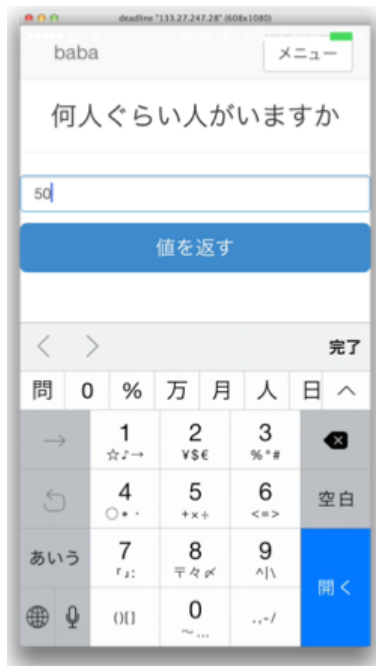 deadline "133.27.247.28" (608x1080)
baba
メニュー
何人ぐらい人がいますか
50
値を返す
完了
問 0 % 万 月 人 日
→ 1 2 3
☆♪→ ¥$€ %°#
4 5 6 空白
○*・ +×÷ <=>
あいう 7 8 9
「」: 〒々〆 ^|\
開く
()[] 0 .,-/
~…